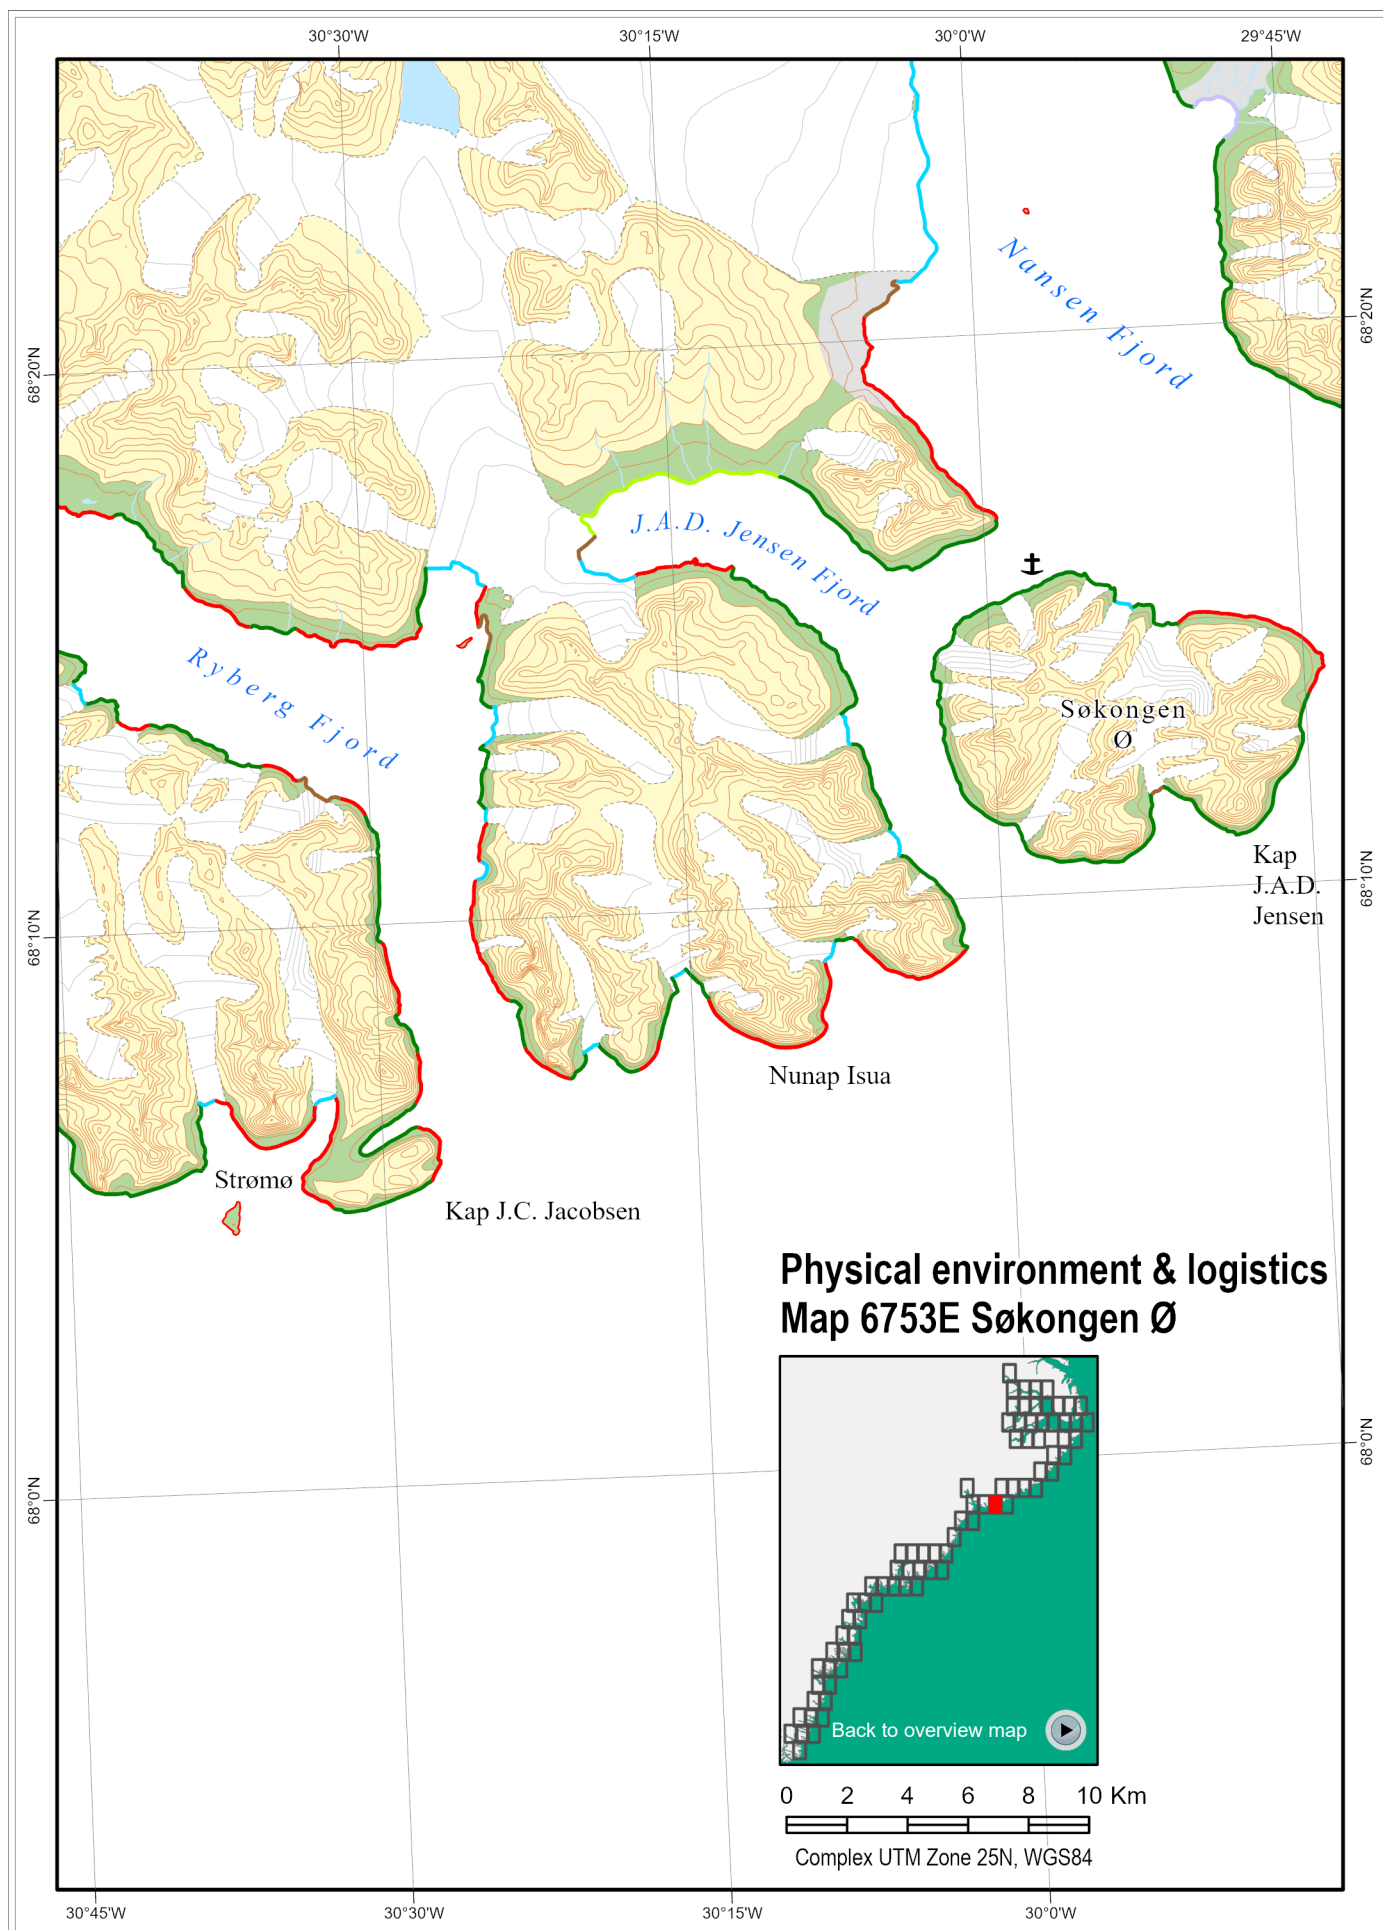 30°30'W
30°15'W
30°0'W
29°45'W
Nansen Fjord
68°20'N
68°20'N
J.A.D. Jensen Fjord
Ryberg Fjord
Søkongen
Ø
Kap
J.A.D.
Jensen
68°10'N
68°10'N
Nunap Isua
Strømø
Kap J.C. Jacobsen
Physical environment & logistics
Map 6753E Søkongen Ø
68°0'N
68°0'N
Back to overview map
0 2 4 6 8 10 Km
Complex UTM Zone 25N, WGS84
30°45'W
30°30'W
30°15'W
30°0'W